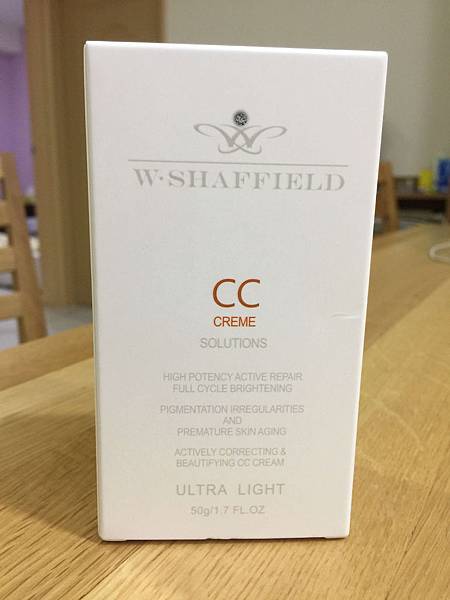 W·SHAFFIELD
CC
CREME
SOLUTIONS
HIGH POTENCY ACTIVE REPAIR
FULL CYCLE BRIGHTENING
PIGMENTATION IRREGULARITIES
AND
PREMATURE SKIN AGING
ACTIVELY CORRECTING &
BEAUTIFYING CC CREAM
ULTRA LIGHT
50g/1.7 FL.OZ